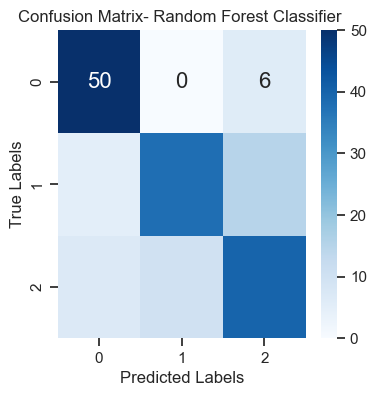 Confusion Matrix- Random Forest Classifier
50 0 6
0
1
2
True Labels
0 1 2
Predicted Labels
50
40
30
20
10
0